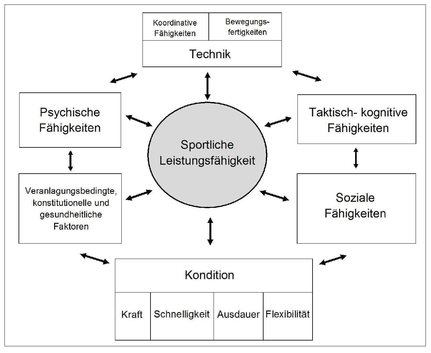 Koordinative
Fähigkeiten
Bewegungs-
fertigkeiten
Technik
Psychische
Fähigkeiten
Sportliche
Leistungsfähigkeit
Taktisch- kognitive
Fähigkeiten
Veranlagungsbedingte,
konstitutionelle und
gesundheitliche
Faktoren
Soziale
Fähigkeiten
Kondition
Kraft
Schnelligkeit
Ausdauer
Flexibilität